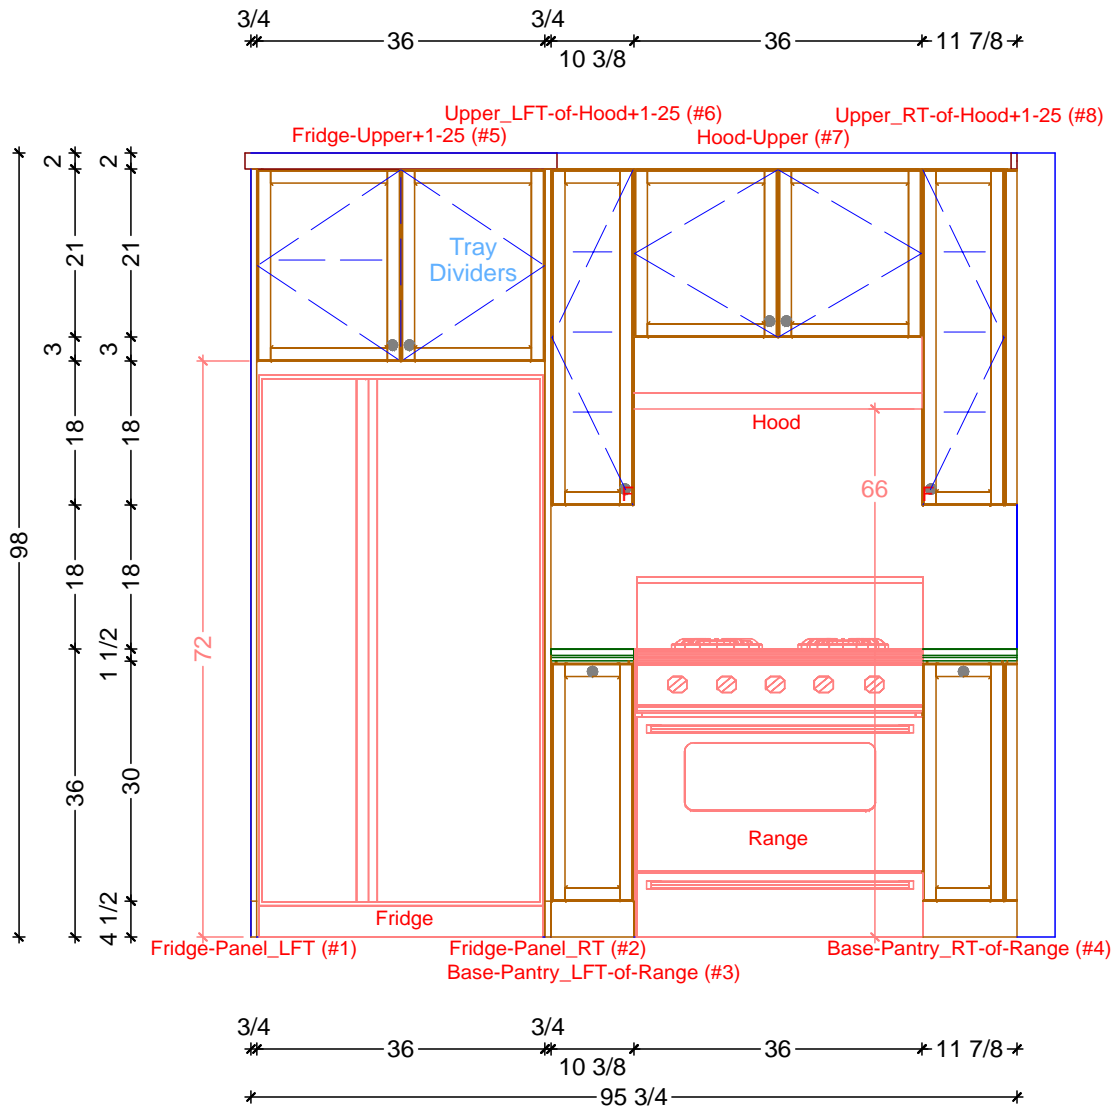 3/4
3/4
36
36
11 7/8
10 3/8
Upper_LFT-of-Hood+1-25 (#6)
Upper_RT-of-Hood+1-25 (#8)
Fridge-Upper+1-25 (#5)
Hood-Upper (#7)
2
2
21
21
Tray
Dividers
3
3
18
18
Hood
66
98
18
18
72
1 1/2
36
30
Range
4 1/2
Fridge
Fridge-Panel_LFT (#1)
Fridge-Panel_RT (#2)
Base-Pantry_RT-of-Range (#4)
Base-Pantry_LFT-of-Range (#3)
3/4
3/4
36
36
11 7/8
10 3/8
95 3/4